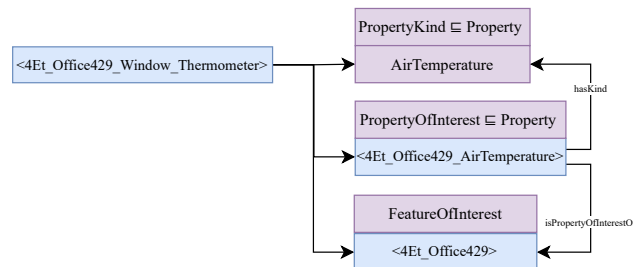 PropertyKind ⊑ Property
<4Et_Office429_Window_Thermometer>
AirTemperature
hasKind
PropertyOfInterest ⊑ Property
<4Et_Office429_AirTemperature>
FeatureOfInterest
isPropertyOfInterestO
<4Et_Office429>